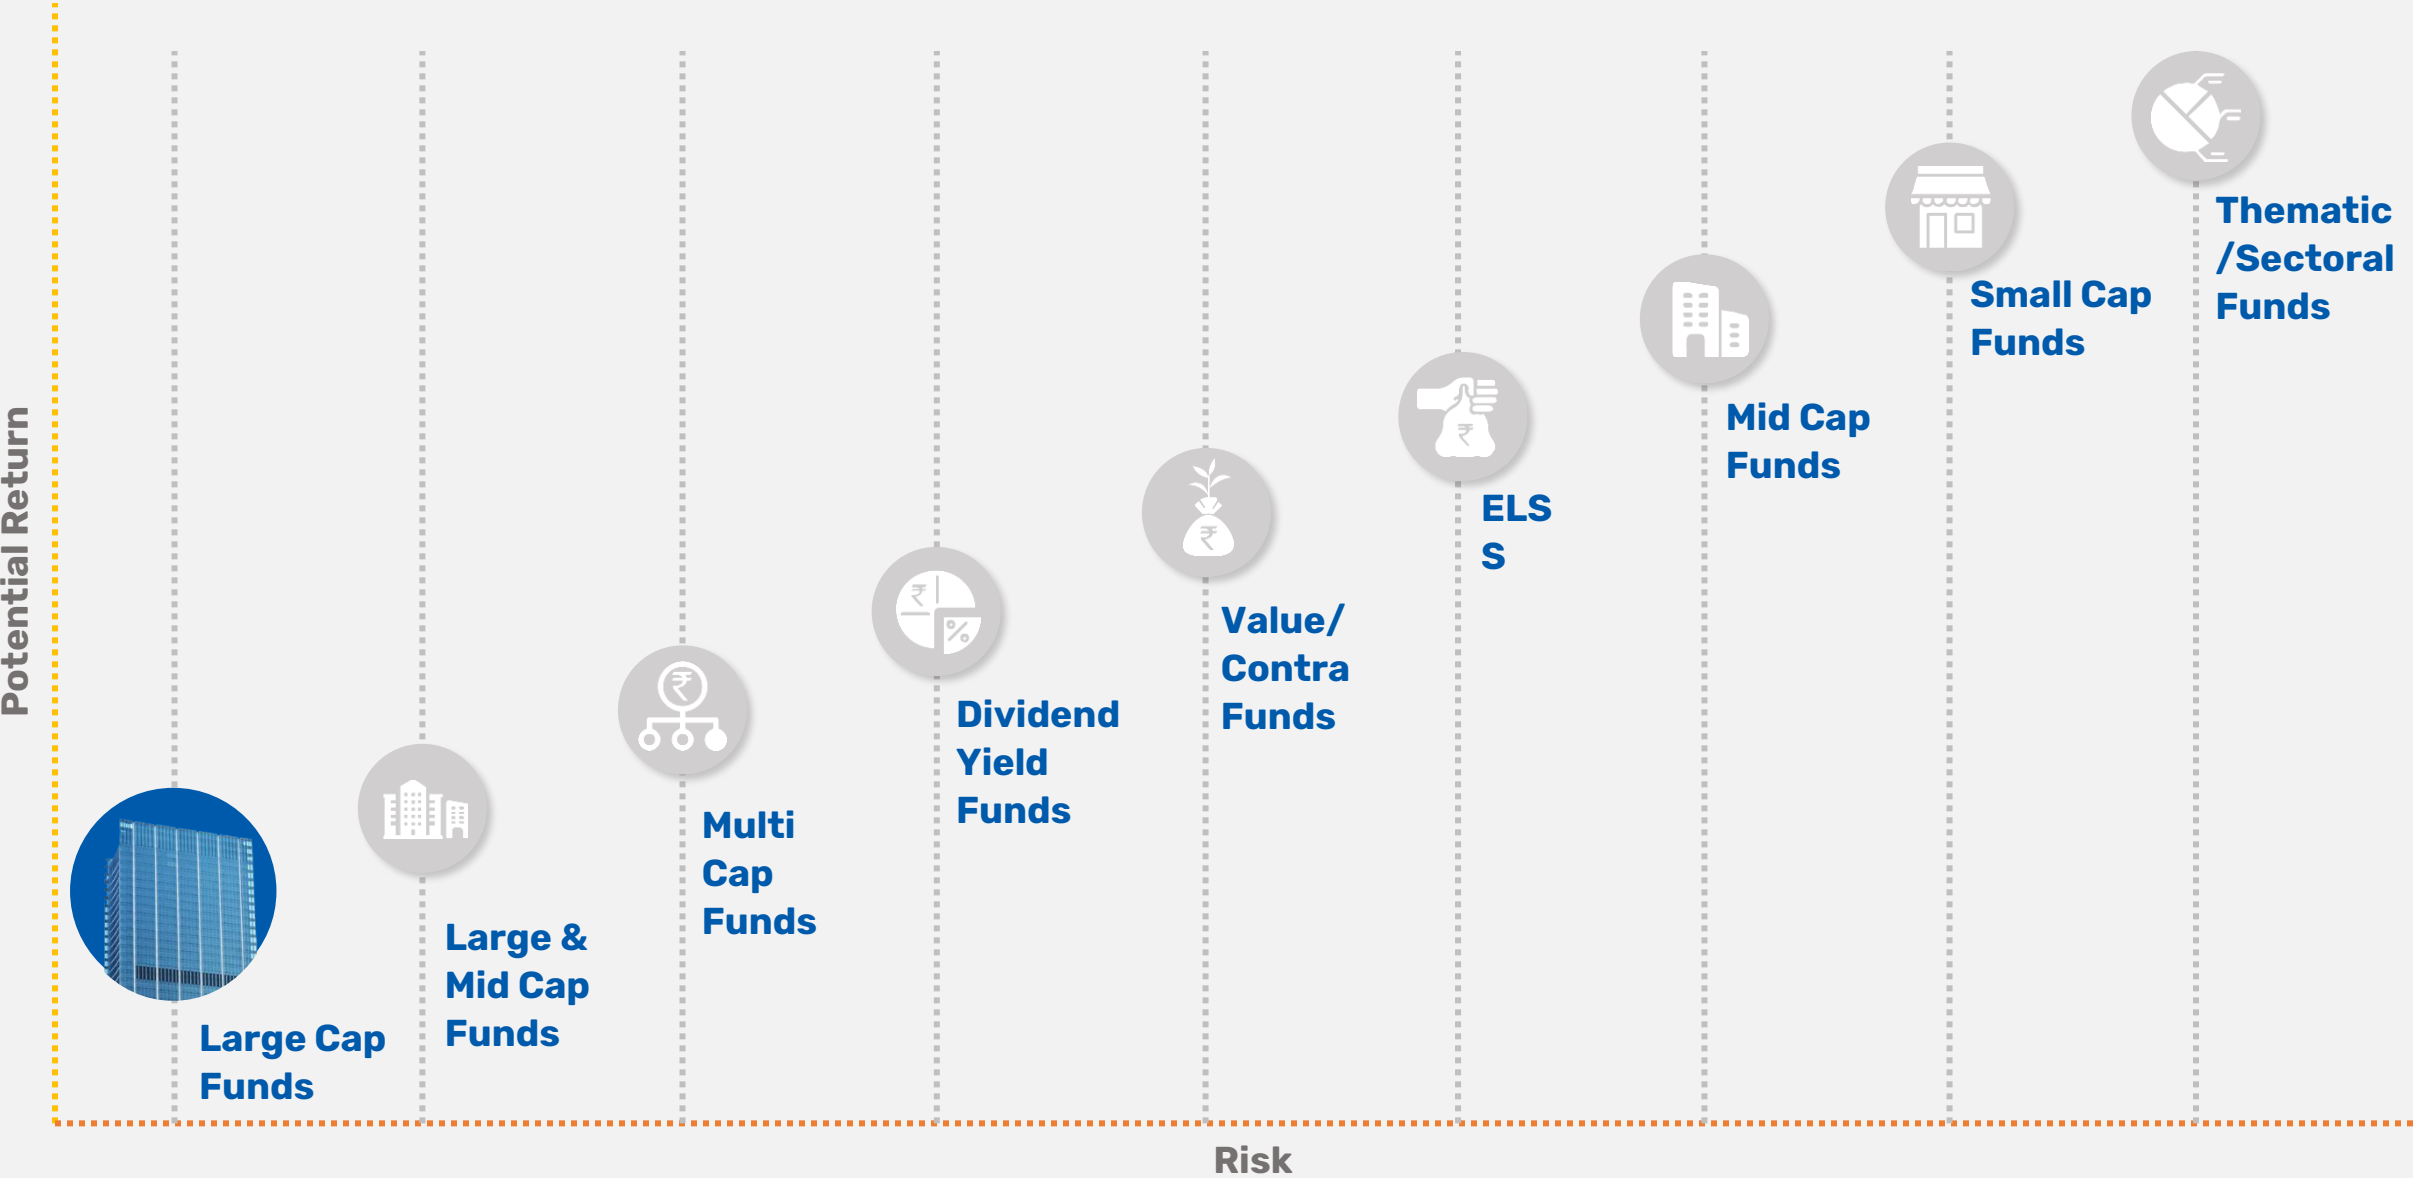 Potential Return
Large Cap
Funds
Large &
Mid Cap
Funds
Multi
Cap
Funds
₹
Dividend
Yield
Funds
₹
%
Value/
Contra
Funds
₹
ELS
S
₹
Mid Cap
Funds
Small Cap
Funds
Thematic
/Sectoral
Funds
Risk